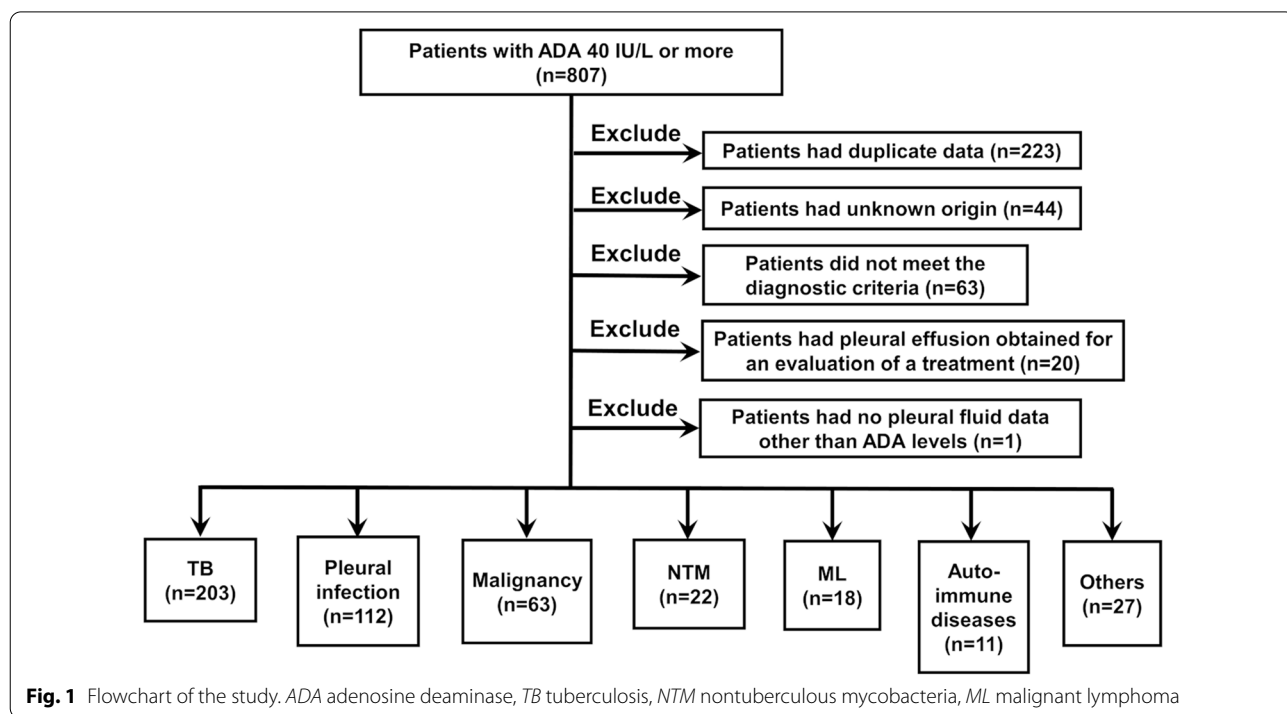 Patients with ADA 40 IU/L or more
(n=807)
Exclude
Patients had duplicate data (n=223)
Exclude
Patients had unknown origin (n=44)
Exclude
Patients did not meet the
diagnostic criteria (n=63)
Exclude
Patients had pleural effusion obtained for
an evaluation of a treatment (n=20)
Exclude
Patients had no pleural fluid data
other than ADA levels (n=1)
TB
(n=203)
Pleural
infection
(n=112)
Malignancy
(n=63)
NTM
(n=22)
ML
(n=18)
Auto-
immune
diseases
(n=11)
Others
(n=27)
Fig. 1 Flowchart of the study. ADA adenosine deaminase, TB tuberculosis, NTM nontuberculous mycobacteria, ML malignant lymphoma